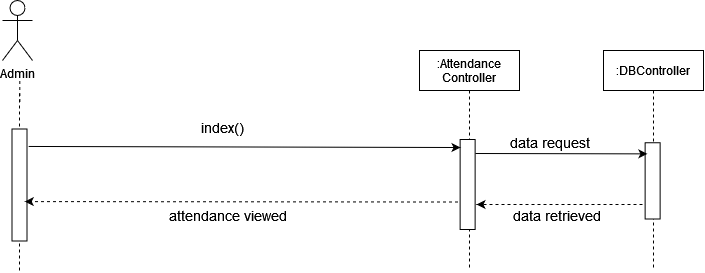 Admin
:Attendance
Controller
:DBController
index()
data request
attendance viewed
data retrieved